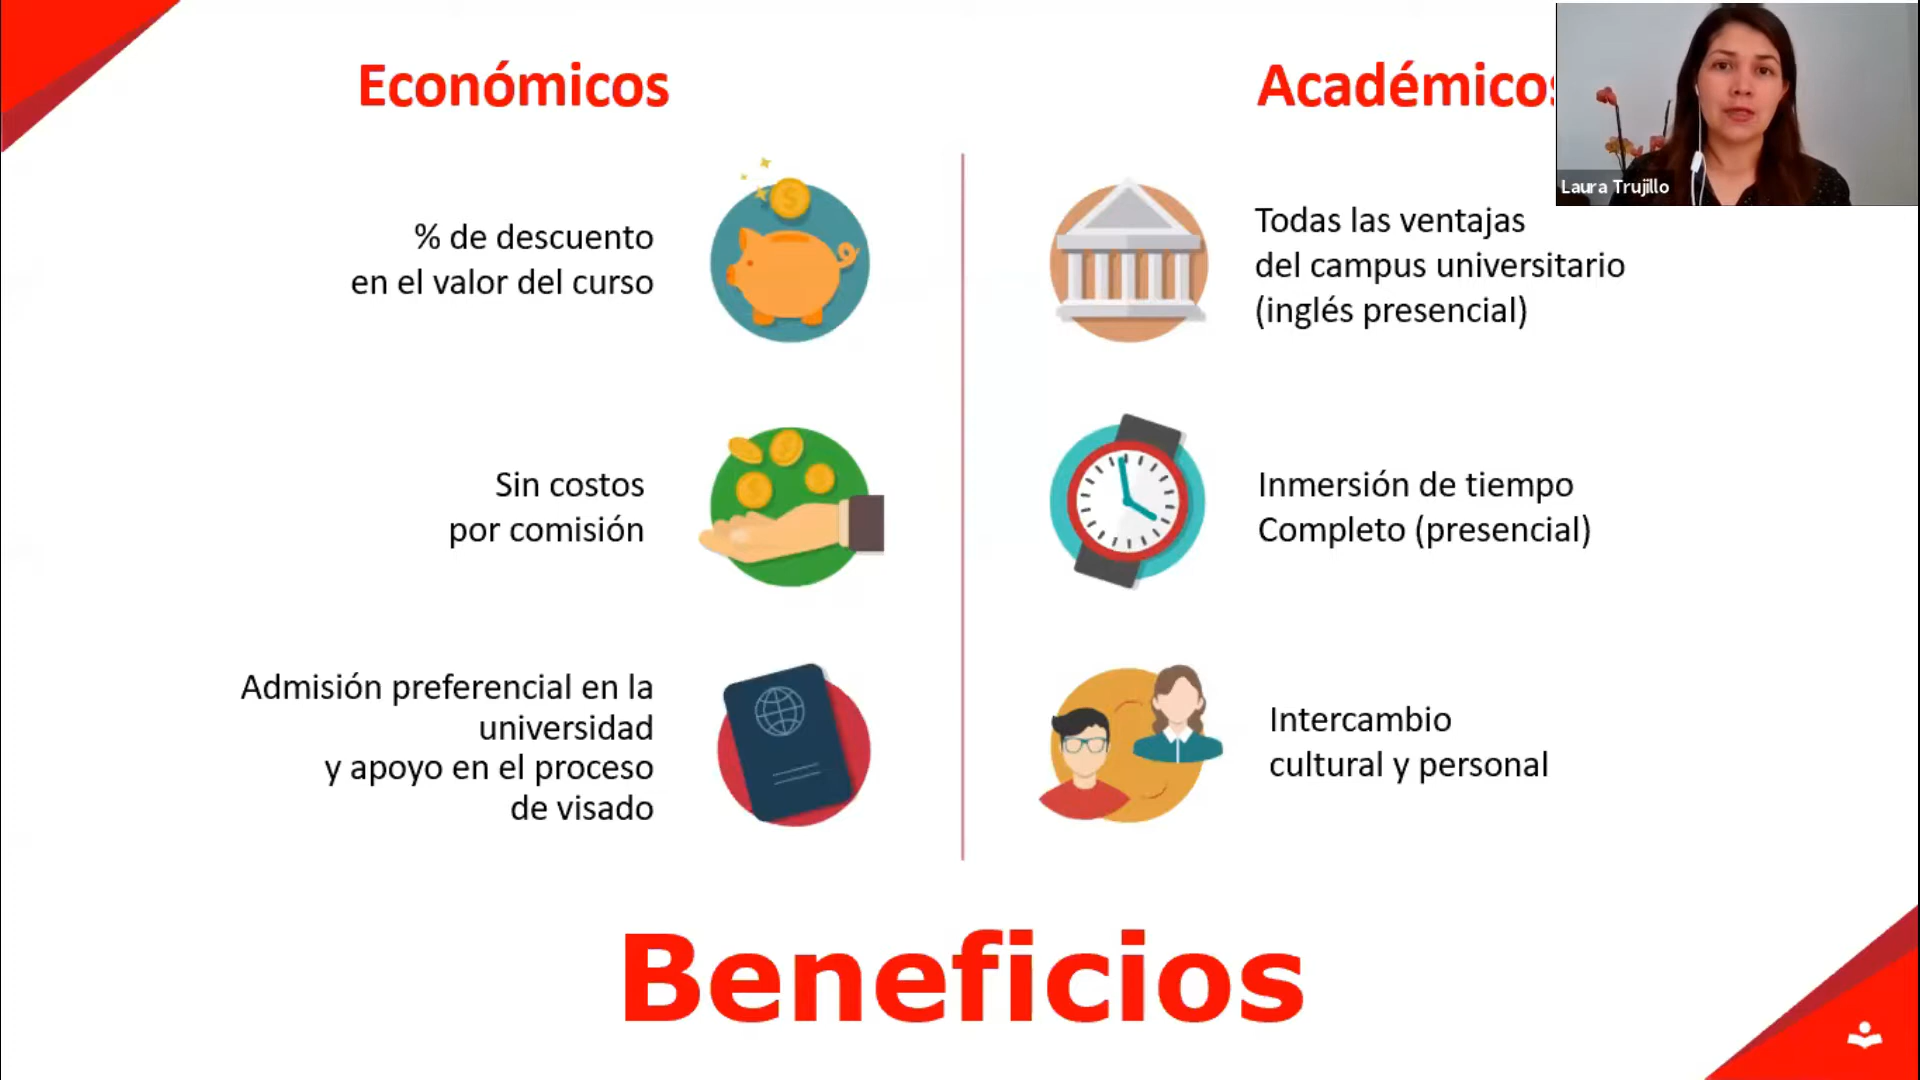 Económicos
% de descuento
en el valor del curso
Sin costos
por comisión
Admisión preferencial en la
universidad
y apoyo en el proceso
de visado
Académicos
Todas las ventajas
del campus universitario
(inglés presencial)
Inmersión de tiempo
Completo (presencial)
Intercambio
cultural y personal
Laura Trujillo
Beneficios